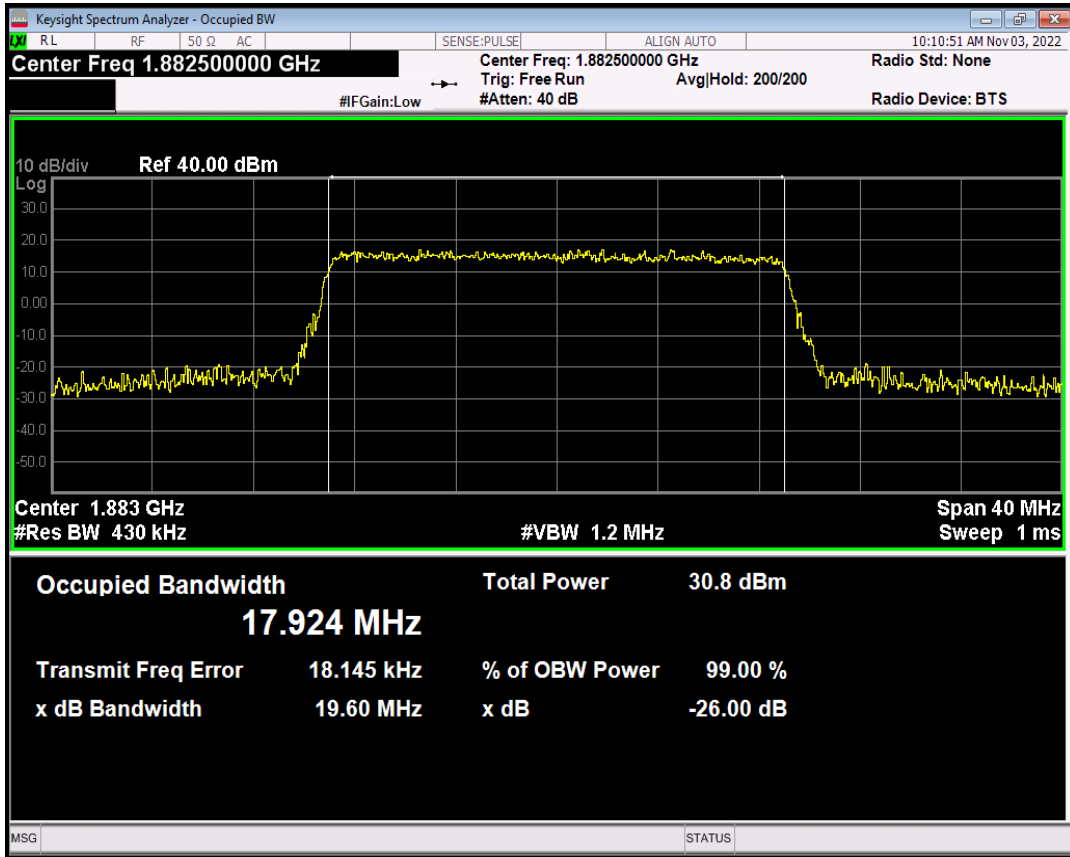 Keysight Spectrum Analyzer - Occupied BW
LXI RL RF 50 Ω AC SENSE:PULSE ALIGN AUTO 10:10:51 AM Nov 03, 2022
Center Freq 1.882500000 GHz Center Freq: 1.882500000 GHz Radio Std: None
Trig: Free Run Avg|Hold: 200/200
#IFGain:Low #Atten: 40 dB Radio Device: BTS
10 dB/div Ref 40.00 dBm
Log
30.0
20.0
10.0
0.00
-10.0
-20.0
-30.0
-40.0
-50.0
Center 1.883 GHz Span 40 MHz
#Res BW 430 kHz #VBW 1.2 MHz Sweep 1 ms
Occupied Bandwidth Total Power 30.8 dBm
17.924 MHz
Transmit Freq Error 18.145 kHz % of OBW Power 99.00 %
x dB Bandwidth 19.60 MHz x dB -26.00 dB
MSG STATUS